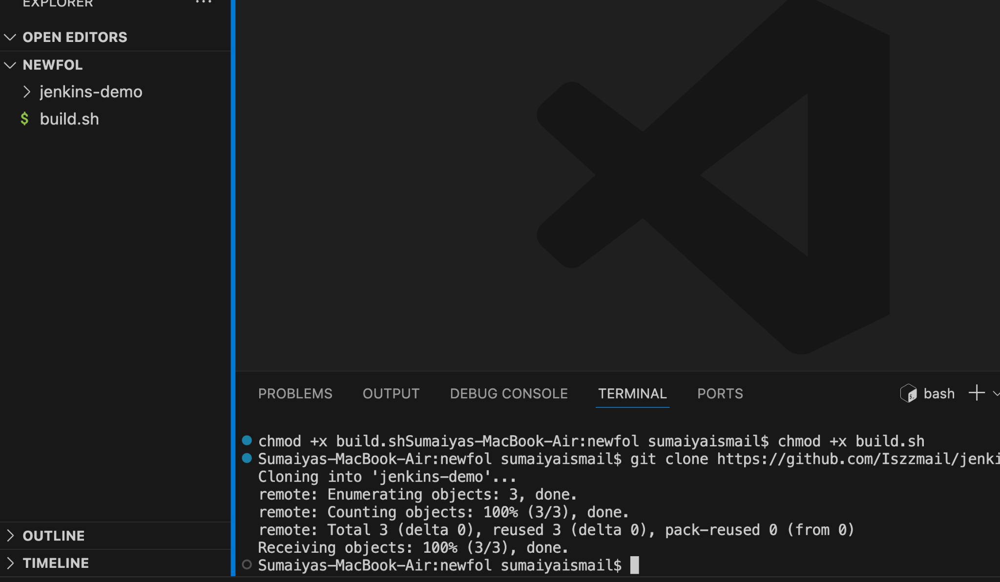 EXPLORER
OPEN EDITORS
NEWFOL
jenkins-demo
$ build.sh
OUTLINE
TIMELINE
PROBLEMS OUTPUT DEBUG CONSOLE TERMINAL PORTS bash
chmod +x build.shSumaiyas-MacBook-Air:newfol sumaiyaismail$ chmod +x build.sh
Sumaiyas-MacBook-Air:newfol sumaiyaismail$ git clone https://github.com/Iszzmail/jenki
Cloning into 'jenkins-demo'...
remote: Enumerating objects: 3, done.
remote: Counting objects: 100% (3/3), done.
remote: Total 3 (delta 0), reused 3 (delta 0), pack-reused 0 (from 0)
Receiving objects: 100% (3/3), done.
Sumaiyas-MacBook-Air:newfol sumaiyaismail$